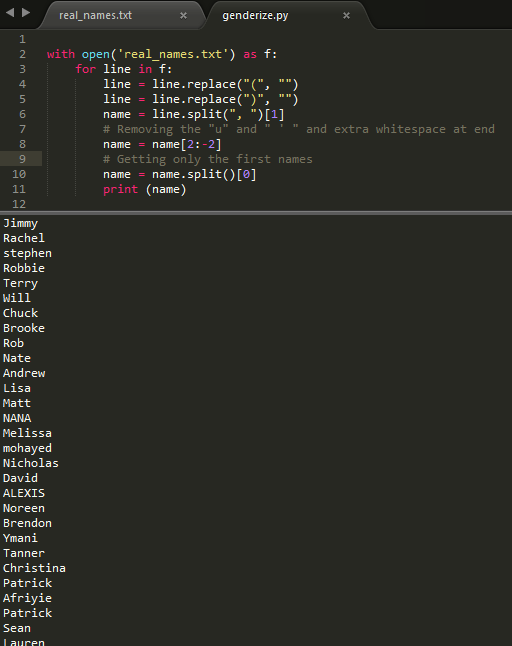 real_names.txt × genderize.py ×
1
2 with open('real_names.txt') as f:
3     for line in f:
4         line = line.replace("(", "")
5         line = line.replace(")", "")
6         name = line.split(", ")[1]
7         # Removing the "u" and " ' " and extra whitespace at end
8         name = name[2:-2]
9         # Getting only the first names
10         name = name.split()[0]
11         print (name)
12
Jimmy
Rachel
stephen
Robbie
Terry
Will
Chuck
Brooke
Rob
Nate
Andrew
Lisa
Matt
NANA
Melissa
mohayed
Nicholas
David
ALEXIS
Noreen
Brendon
Ymani
Tanner
Christina
Patrick
Afriyie
Patrick
Sean
Lauren